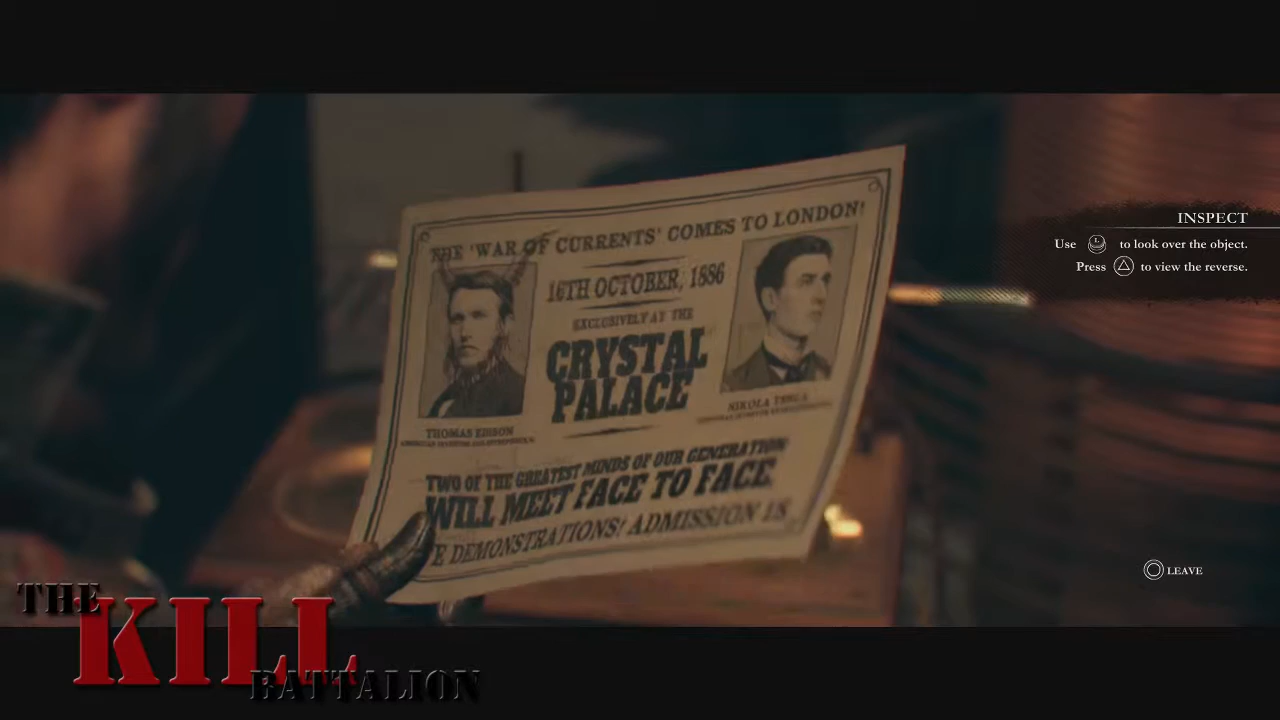 THE 'WAR OF CURRENTS' COMES TO LONDON!
16TH OCTOBER, 1886
EXCLUSIVELY AT THE
CRYSTAL
PALACE
THOMAS EDISON
NIKOLA TESLA
TWO OF THE GREATEST MINDS OF OUR GENERATION
WILL MEET FACE TO FACE
E DEMONSTRATIONS! ADMISSION IS
INSPECT
Use L to look over the object.
Press to view the reverse.
LEAVE
THE
KILL
BATTALION